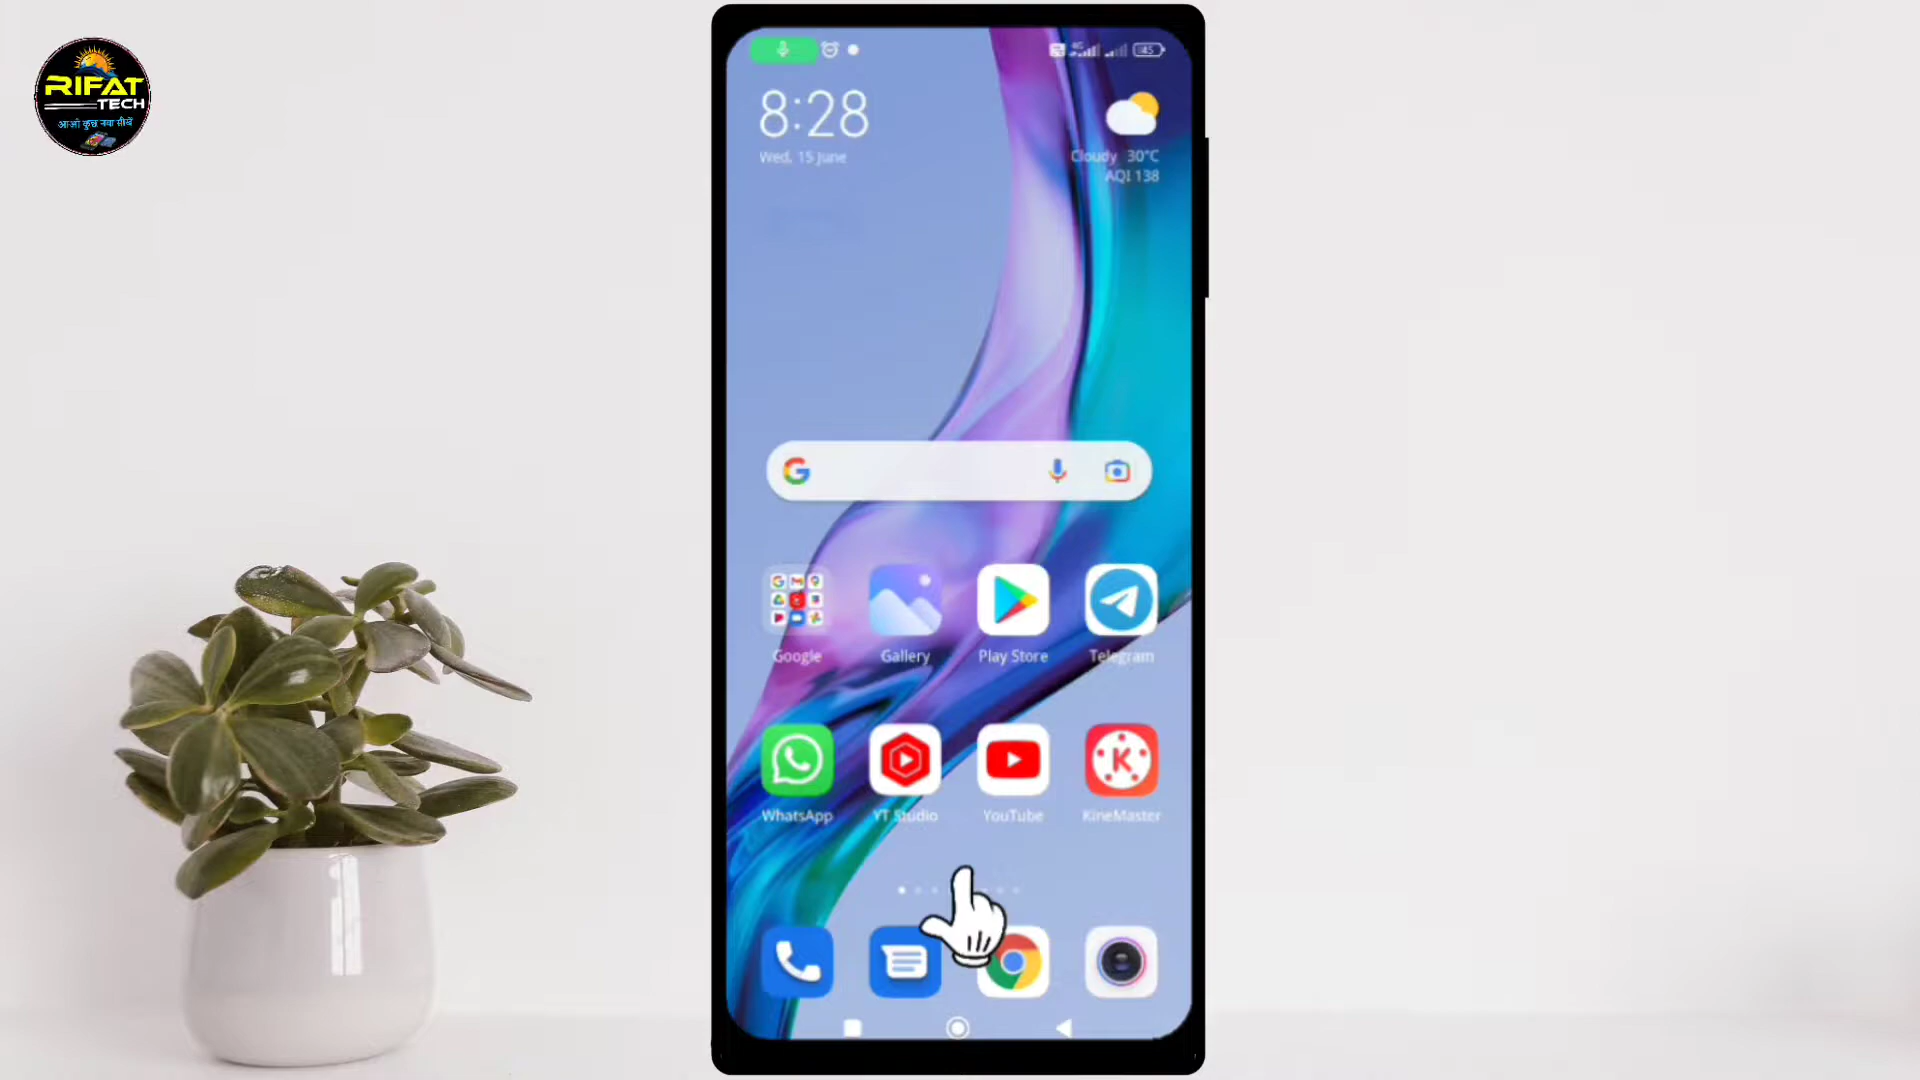 RIFAT
TECH
आओ कुछ नया सीखें
45
8:28
Wed, 15 June
Cloudy 30°C
AQI 138
Google
Gallery
Play Store
Telegram
WhatsApp
YT Studio
YouTube
KineMaster